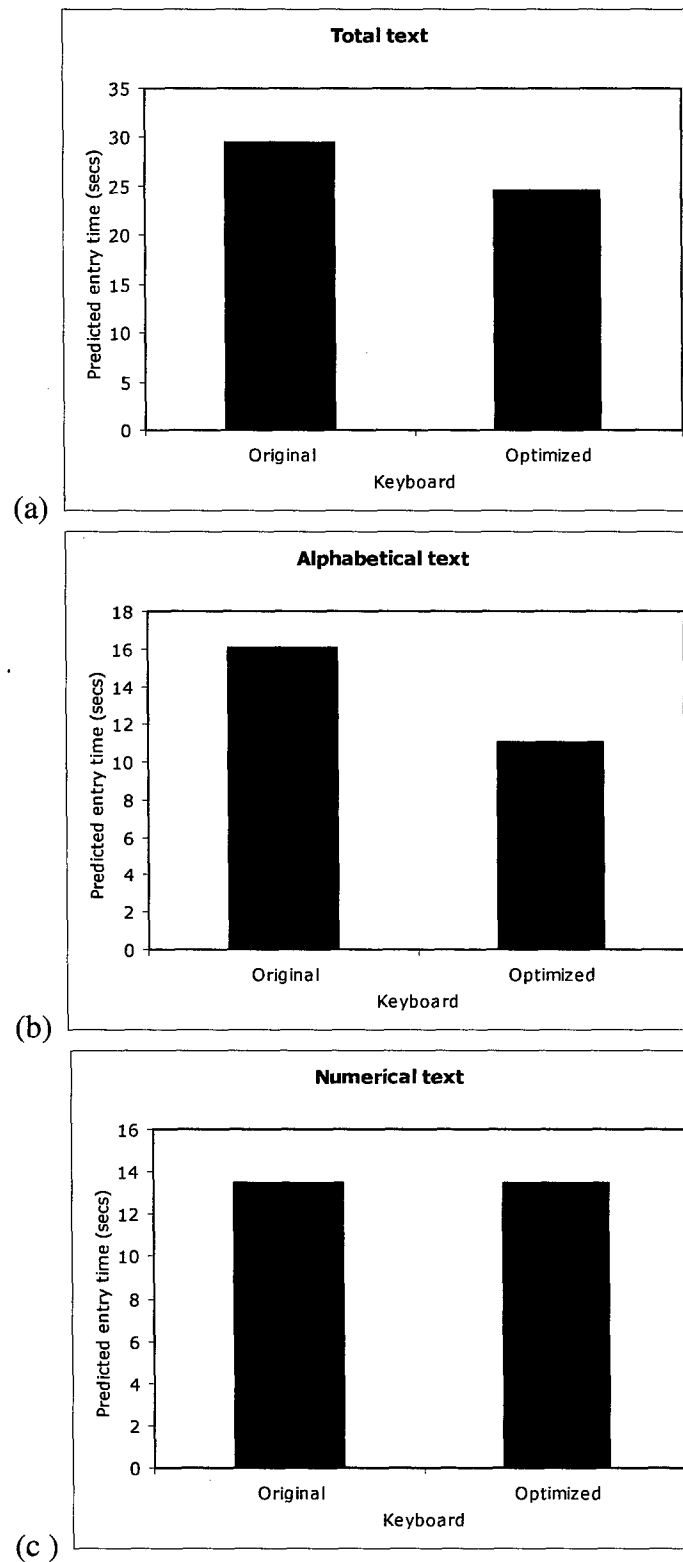 Total text
Predicted entry time (secs)
35
30
25
20
15
10
5
0
Original Optimized
Keyboard
(a)
Alphabetical text
Predicted entry time (secs)
18
16
14
12
10
8
6
4
2
0
Original Optimized
Keyboard
(b)
Numerical text
Predicted entry time (secs)
16
14
12
10
8
6
4
2
0
Original Optimized
Keyboard
(c )